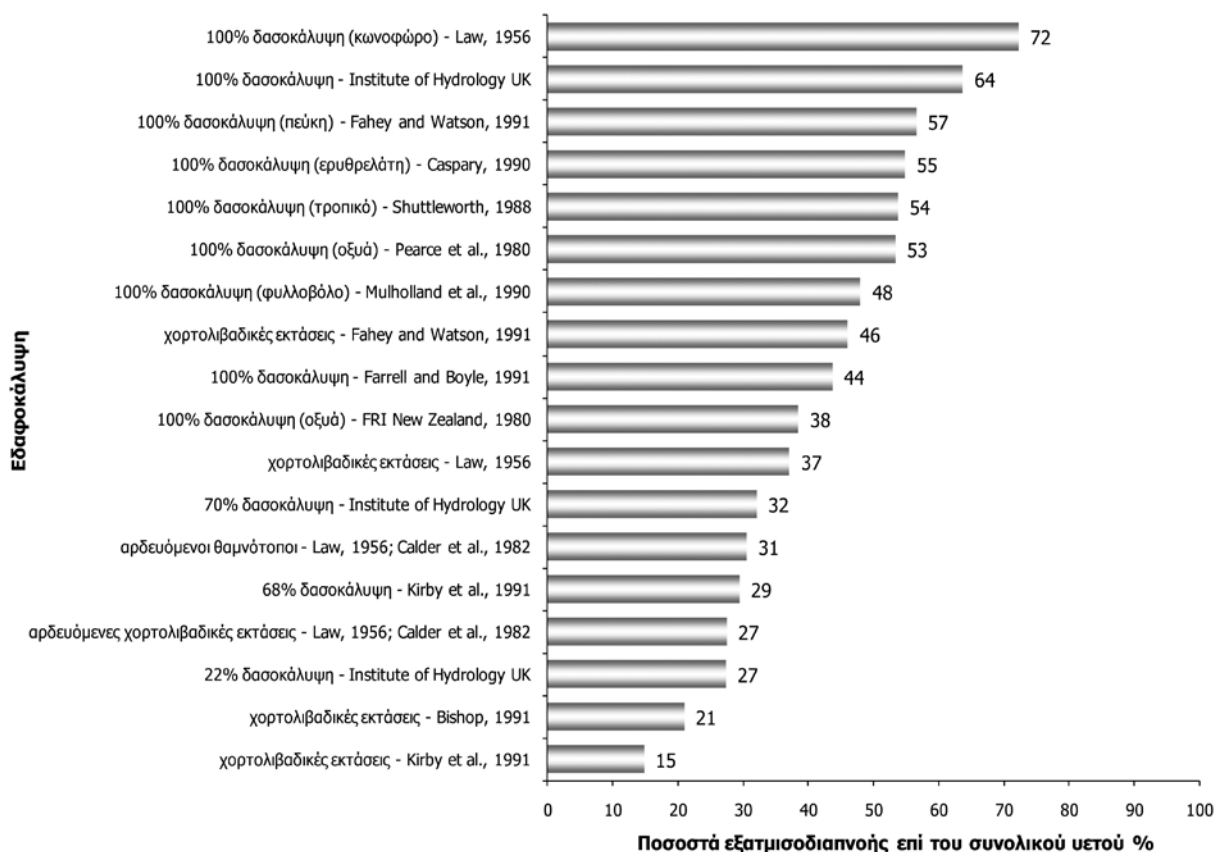 100% δασοκάλυψη (κωνοφώρο) - Law, 1956 72
100% δασοκάλυψη - Institute of Hydrology UK 64
100% δασοκάλυψη (πεύκη) - Fahey and Watson, 1991 57
100% δασοκάλυψη (ερυθρελάτη) - Caspary, 1990 55
100% δασοκάλυψη (τροπικό) - Shuttleworth, 1988 54
100% δασοκάλυψη (οξυά) - Pearce et al., 1980 53
100% δασοκάλυψη (φυλλοβόλο) - Mulholland et al., 1990 48
χορτολιβαδικές εκτάσεις - Fahey and Watson, 1991 46
100% δασοκάλυψη - Farrell and Boyle, 1991 44
100% δασοκάλυψη (οξυά) - FRI New Zealand, 1980 38
χορτολιβαδικές εκτάσεις - Law, 1956 37
70% δασοκάλυψη - Institute of Hydrology UK 32
αρδευόμενοι θαμνότοποι - Law, 1956; Calder et al., 1982 31
68% δασοκάλυψη - Kirby et al., 1991 29
αρδευόμενες χορτολιβαδικές εκτάσεις - Law, 1956; Calder et al., 1982 27
22% δασοκάλυψη - Institute of Hydrology UK 27
χορτολιβαδικές εκτάσεις - Bishop, 1991 21
χορτολιβαδικές εκτάσεις - Kirby et al., 1991 15
Εδαφοκάλυψη
0 10 20 30 40 50 60 70 80 90 100
Ποσοστά εξατμισοδιαπνοής επί του συνολικού υετού %